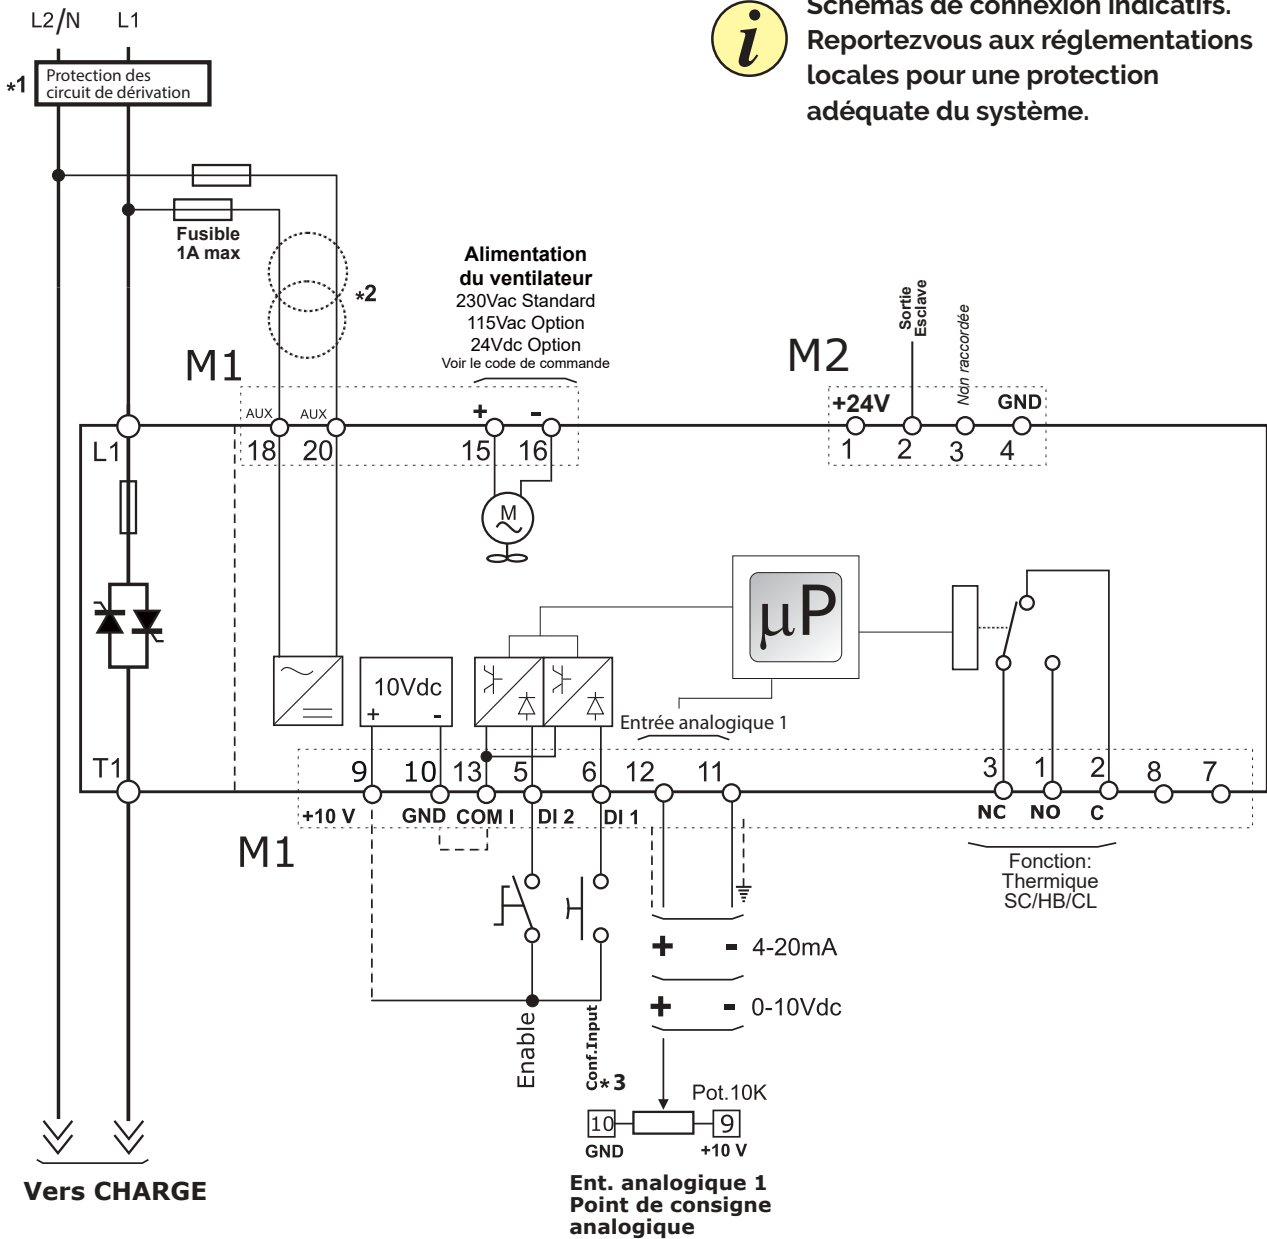 L2/N L1
Schémas de connexion indicatifs.
Reportezvous aux réglementations
locales pour une protection
adéquate du système.
i
*1
Protection des
circuit de dérivation
Fusible
1A max
*2
Alimentation
du ventilateur
230Vac Standard
115Vac Option
24Vdc Option
Voir le code de commande
Sortie
Esclave
Non raccordée
M1
M2
AUX AUX + -
+24V GND
L1 18 20 15 16 1 2 3 4
M
µP
10Vdc
+ -
Entrée analogique 1
T1 9 10 13 5 6 12 11 3 1 2 8 7
+10 V GND COM I DI 2 DI 1 NC NO C
M1
Fonction:
Thermique
SC/HB/CL
+ - 4-20mA
+ - 0-10Vdc
Enable
Conf.Input
*3
Pot.10K
10 9
GND +10 V
Vers CHARGE
Ent. analogique 1
Point de consigne
analogique